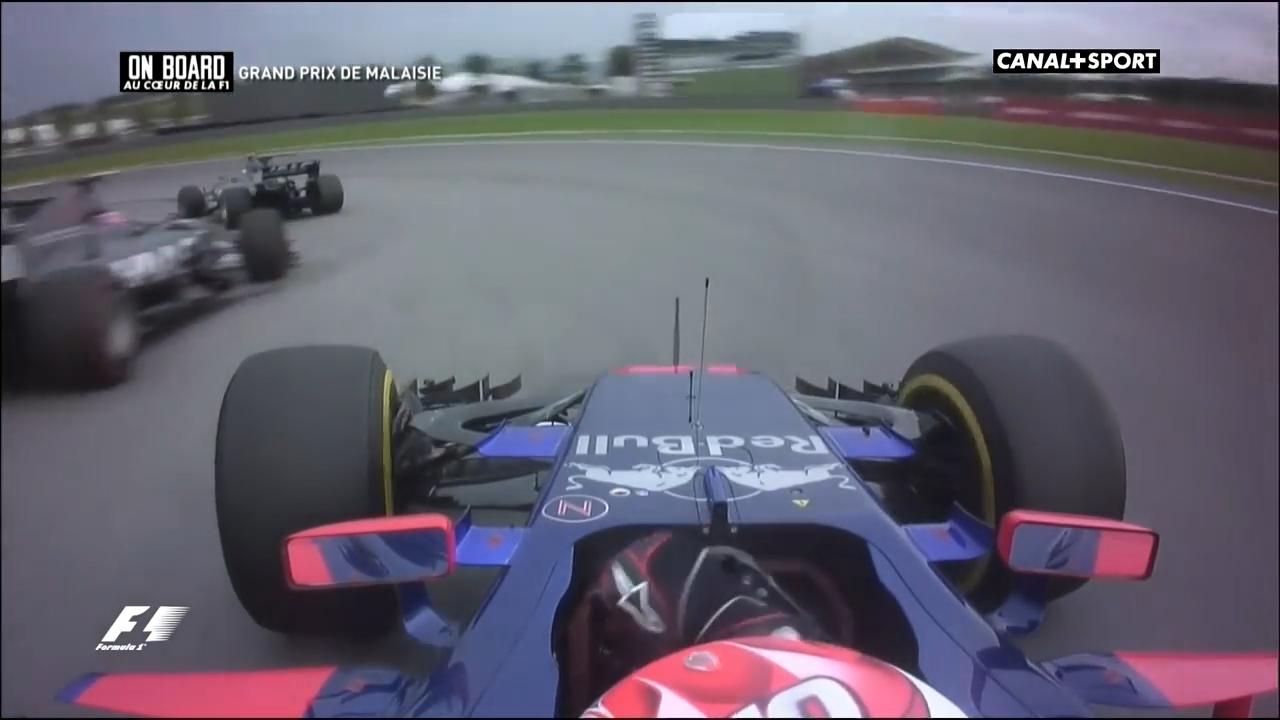 ON BOARD
AU CŒUR DE LA F1
GRAND PRIX DE MALAISIE
CANAL+SPORT
Red Bull
F1
Formula 1